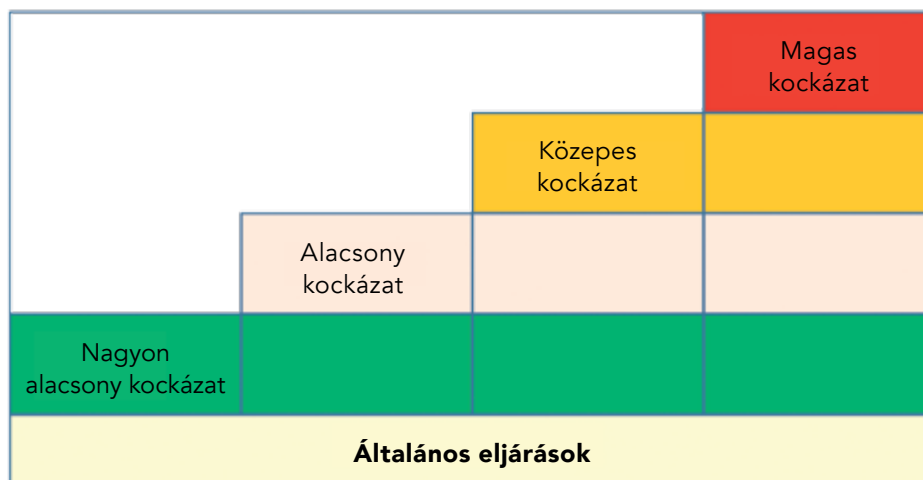 Magas
kockázat
Közepes
kockázat
Alacsony
kockázat
Nagyon
alacsony kockázat
Általános eljárások